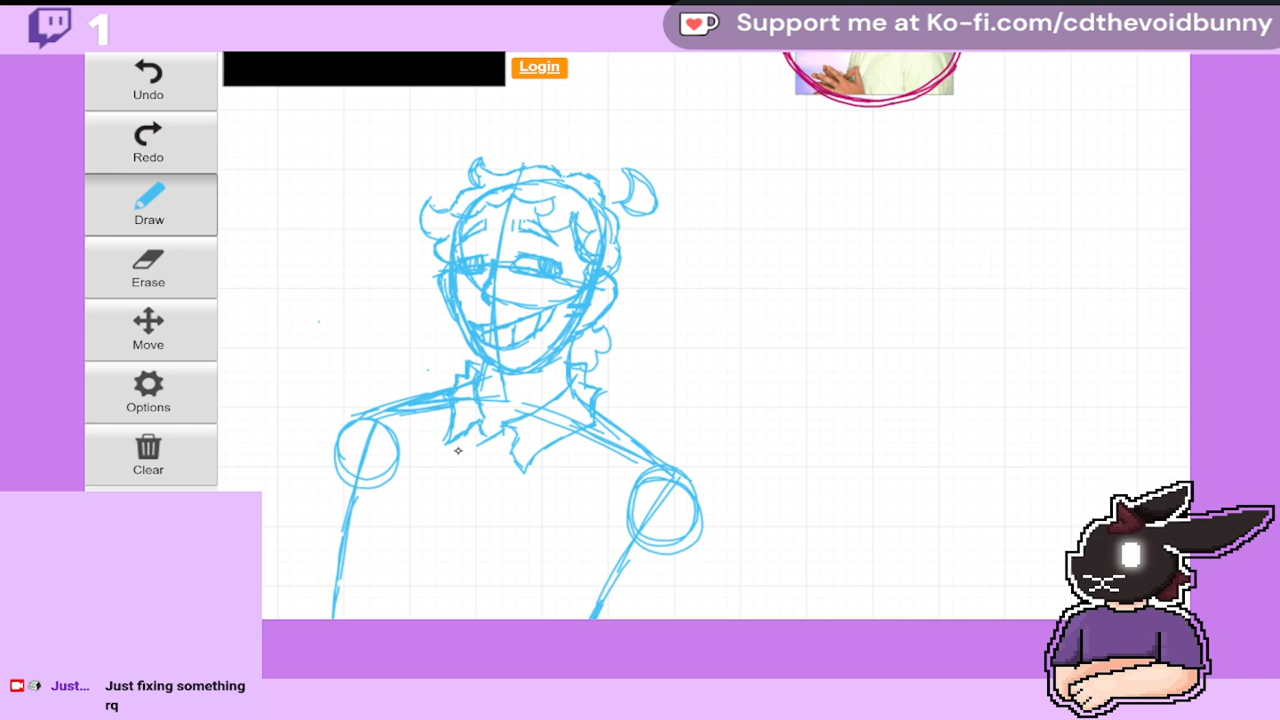 1
Support me at Ko-fi.com/cdthevoidbunny
Undo
Login
Redo
Draw
Erase
Move
Options
Clear
Just... Just fixing something
rq